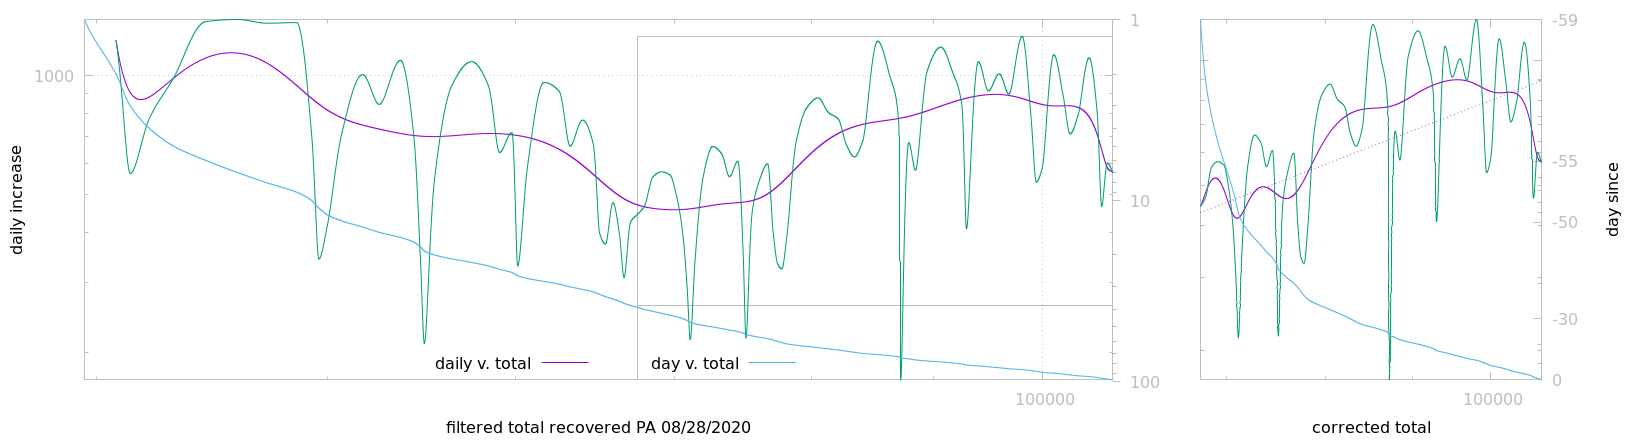 1000
daily increase
daily v. total
day v. total
1
10
100
100000
filtered total recovered PA 08/28/2020
-59
-55
-50
-30
0
day since
100000
corrected total